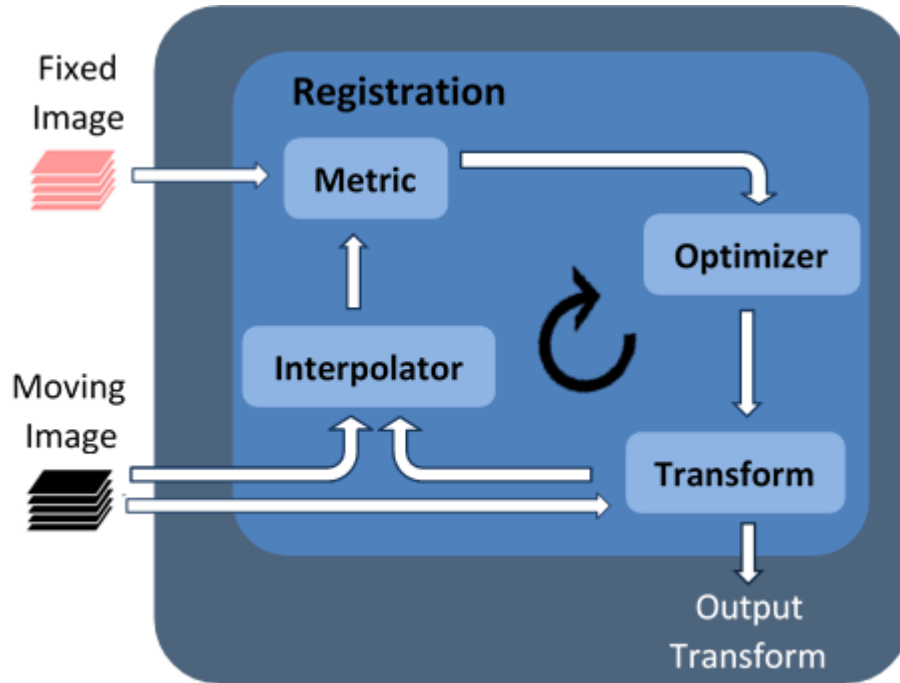 Fixed
Image
Registration
Metric
Optimizer
Interpolator
Moving
Image
Transform
Output
Transform